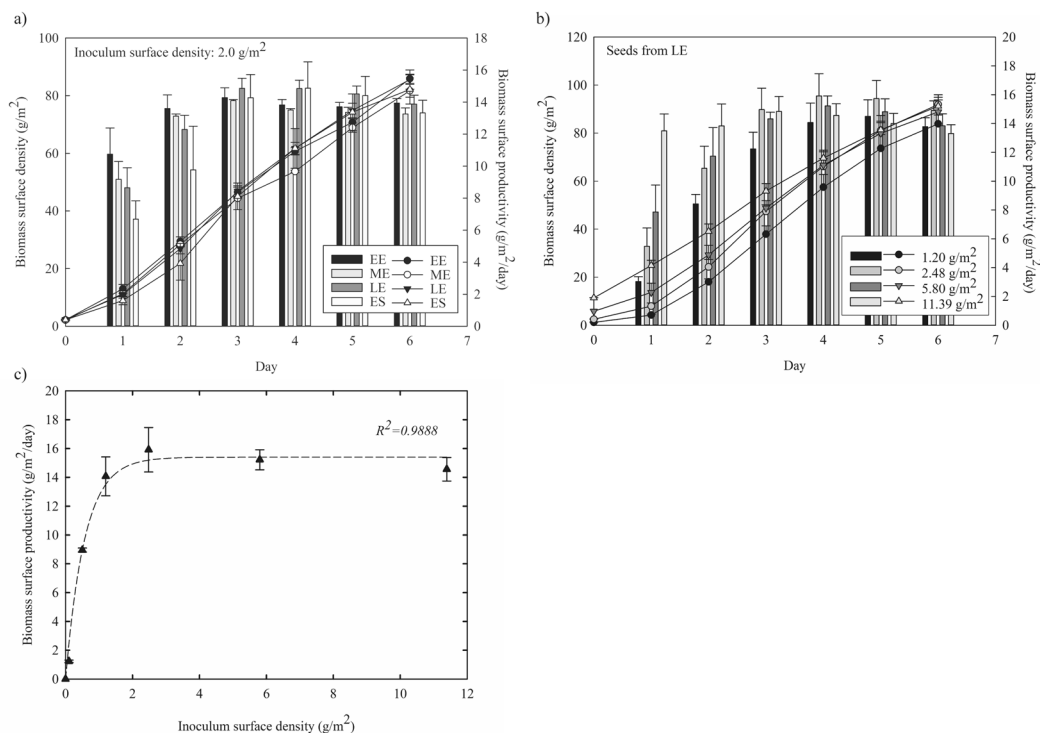 a)
Inoculum surface density: 2.0 g/m²
Biomass surface density (g/m²)
100
80
60
40
20
0
18
16
14
12
10
8
6
4
2
0
Biomass surface productivity (g/m²/day)
EE EE
ME ME
LE LE
ES ES
0 1 2 3 4 5 6 7
Day
b)
Seeds from LE
Biomass surface density (g/m²)
120
100
80
60
40
20
0
20
18
16
14
12
10
8
6
4
2
0
Biomass surface productivity (g/m²/day)
1.20 g/m²
2.48 g/m²
5.80 g/m²
11.39 g/m²
0 1 2 3 4 5 6 7
Day
c)
Biomass surface productivity (g/m²/day)
20
18
16
14
12
10
8
6
4
2
0
R²=0.9888
0 2 4 6 8 10 12
Inoculum surface density (g/m²)